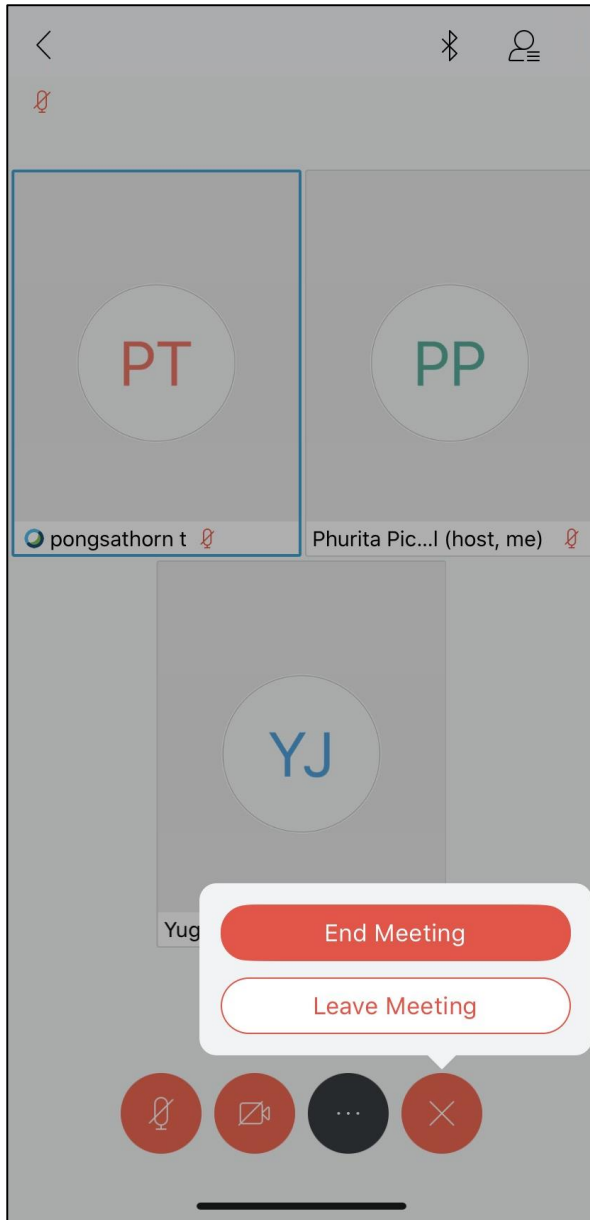 PT
PP
pongsathorn t
Phurita Pic...l (host, me)
YJ
Yug
End Meeting
Leave Meeting